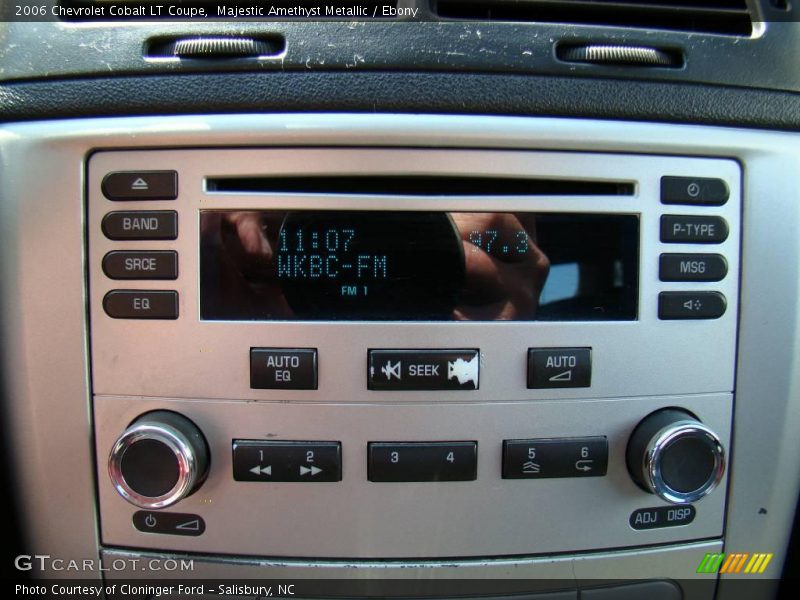 2006 Chevrolet Cobalt LT Coupe,  Majestic Amethyst Metallic / Ebony
BAND
SRCE
EQ
11:07
97.3
WKBC-FM
FM 1
P-TYPE
MSG
AUTO
EQ
SEEK
AUTO
1 2
3 4
5 6
ADJ DISP
GTCARLOT.COM
Photo Courtesy of Cloninger Ford - Salisbury, NC